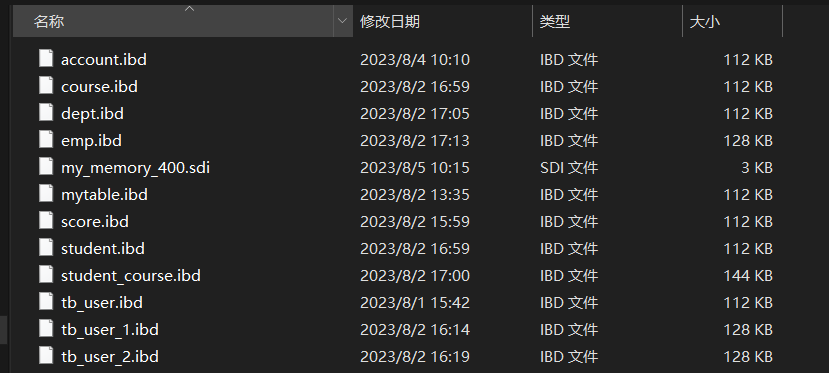 名称 修改日期 类型 大小
account.ibd 2023/8/4 10:10 IBD 文件 112 KB
course.ibd 2023/8/2 16:59 IBD 文件 112 KB
dept.ibd 2023/8/2 17:05 IBD 文件 112 KB
emp.ibd 2023/8/2 17:13 IBD 文件 128 KB
my_memory_400.sdi 2023/8/5 10:15 SDI 文件 3 KB
mytable.ibd 2023/8/2 13:35 IBD 文件 112 KB
score.ibd 2023/8/2 15:59 IBD 文件 112 KB
student.ibd 2023/8/2 16:59 IBD 文件 112 KB
student_course.ibd 2023/8/2 17:00 IBD 文件 144 KB
tb_user.ibd 2023/8/1 15:42 IBD 文件 112 KB
tb_user_1.ibd 2023/8/2 16:14 IBD 文件 128 KB
tb_user_2.ibd 2023/8/2 16:19 IBD 文件 128 KB